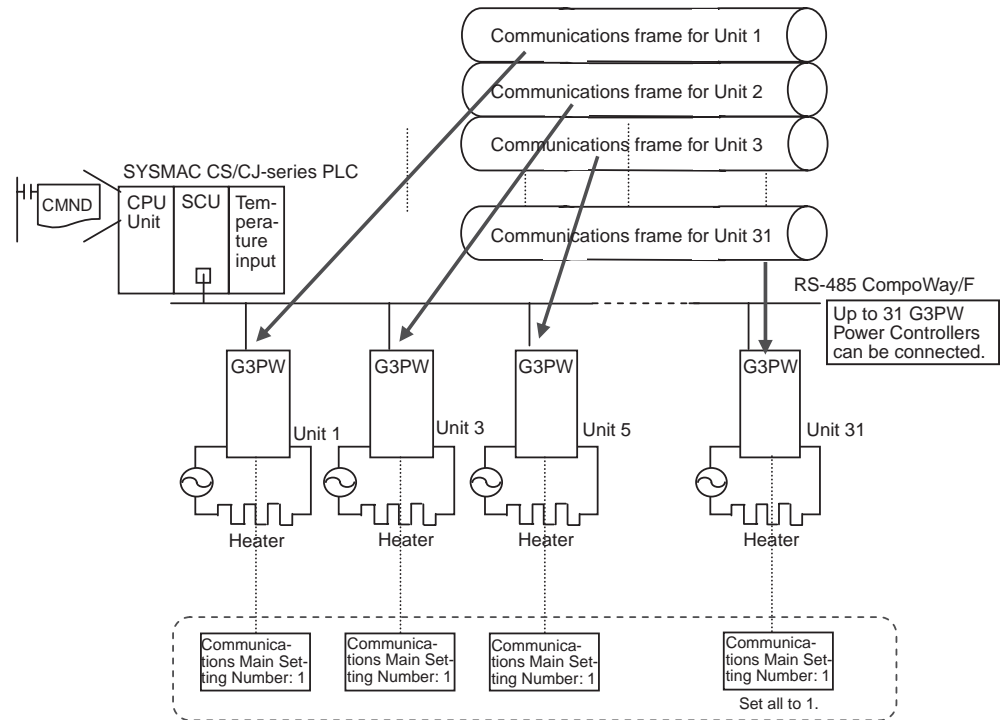 Communications frame for Unit 1
Communications frame for Unit 2
Communications frame for Unit 3
Communications frame for Unit 31
SYSMAC CS/CJ-series PLC
CMND
CPU
Unit
SCU
Tem-
pera-
ture
input
RS-485 CompoWay/F
Up to 31 G3PW
Power Controllers
can be connected.
G3PW
G3PW
G3PW
G3PW
Unit 1
Unit 3
Unit 5
Unit 31
Heater
Heater
Heater
Heater
Communica-
tions Main Set-
ting Number: 1
Communica-
tions Main Set-
ting Number: 1
Communica-
tions Main Set-
ting Number: 1
Communica-
tions Main Set-
ting Number: 1
Set all to 1.